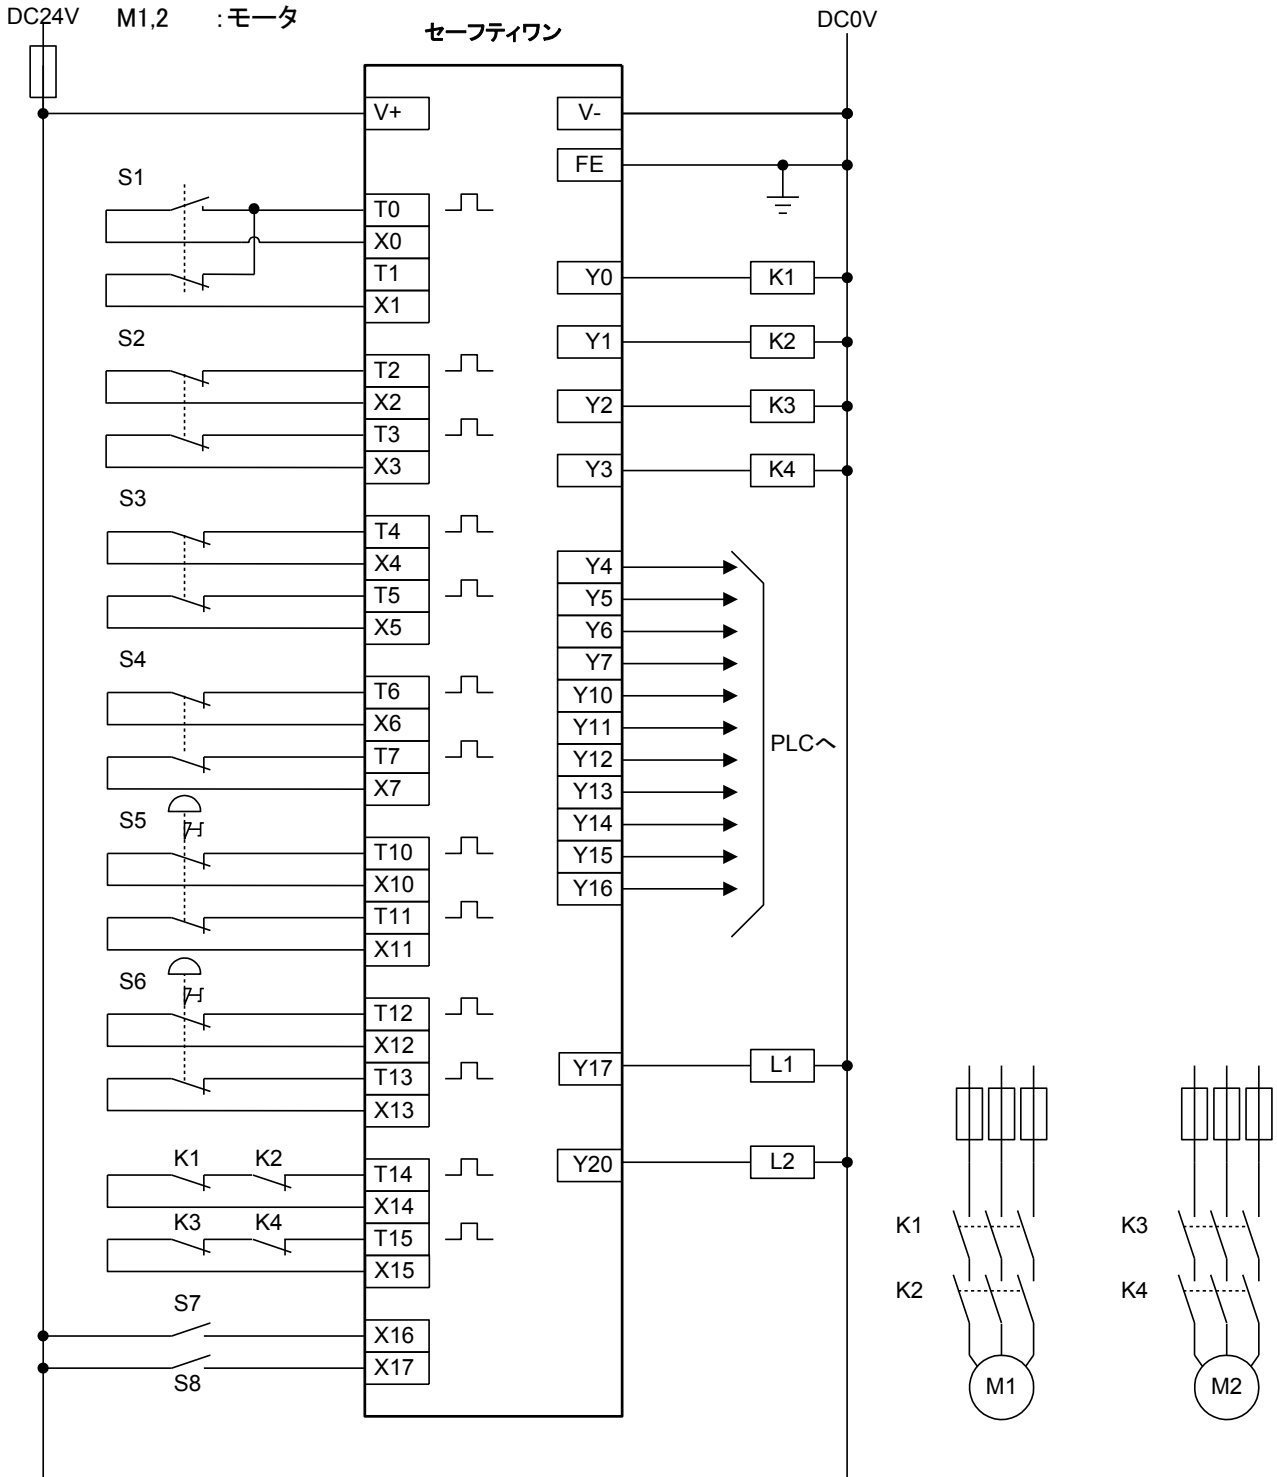 DC24V
M1,2 :モータ
セーフティワン
DC0V
V+
V-
FE
S1
T0
X0
T1
X1
Y0
K1
S2
Y1
K2
T2
X2
Y2
K3
T3
X3
Y3
K4
S3
T4
X4
T5
X5
Y4
Y5
Y6
Y7
Y10
Y11
Y12
Y13
Y14
Y15
Y16
PLCへ
S4
T6
X6
T7
X7
S5
T10
X10
T11
X11
S6
T12
X12
T13
X13
Y17
L1
K1
K2
T14
X14
Y20
L2
K3
K4
T15
X15
S7
X16
X17
S8
K1
K2
M1
K3
K4
M2